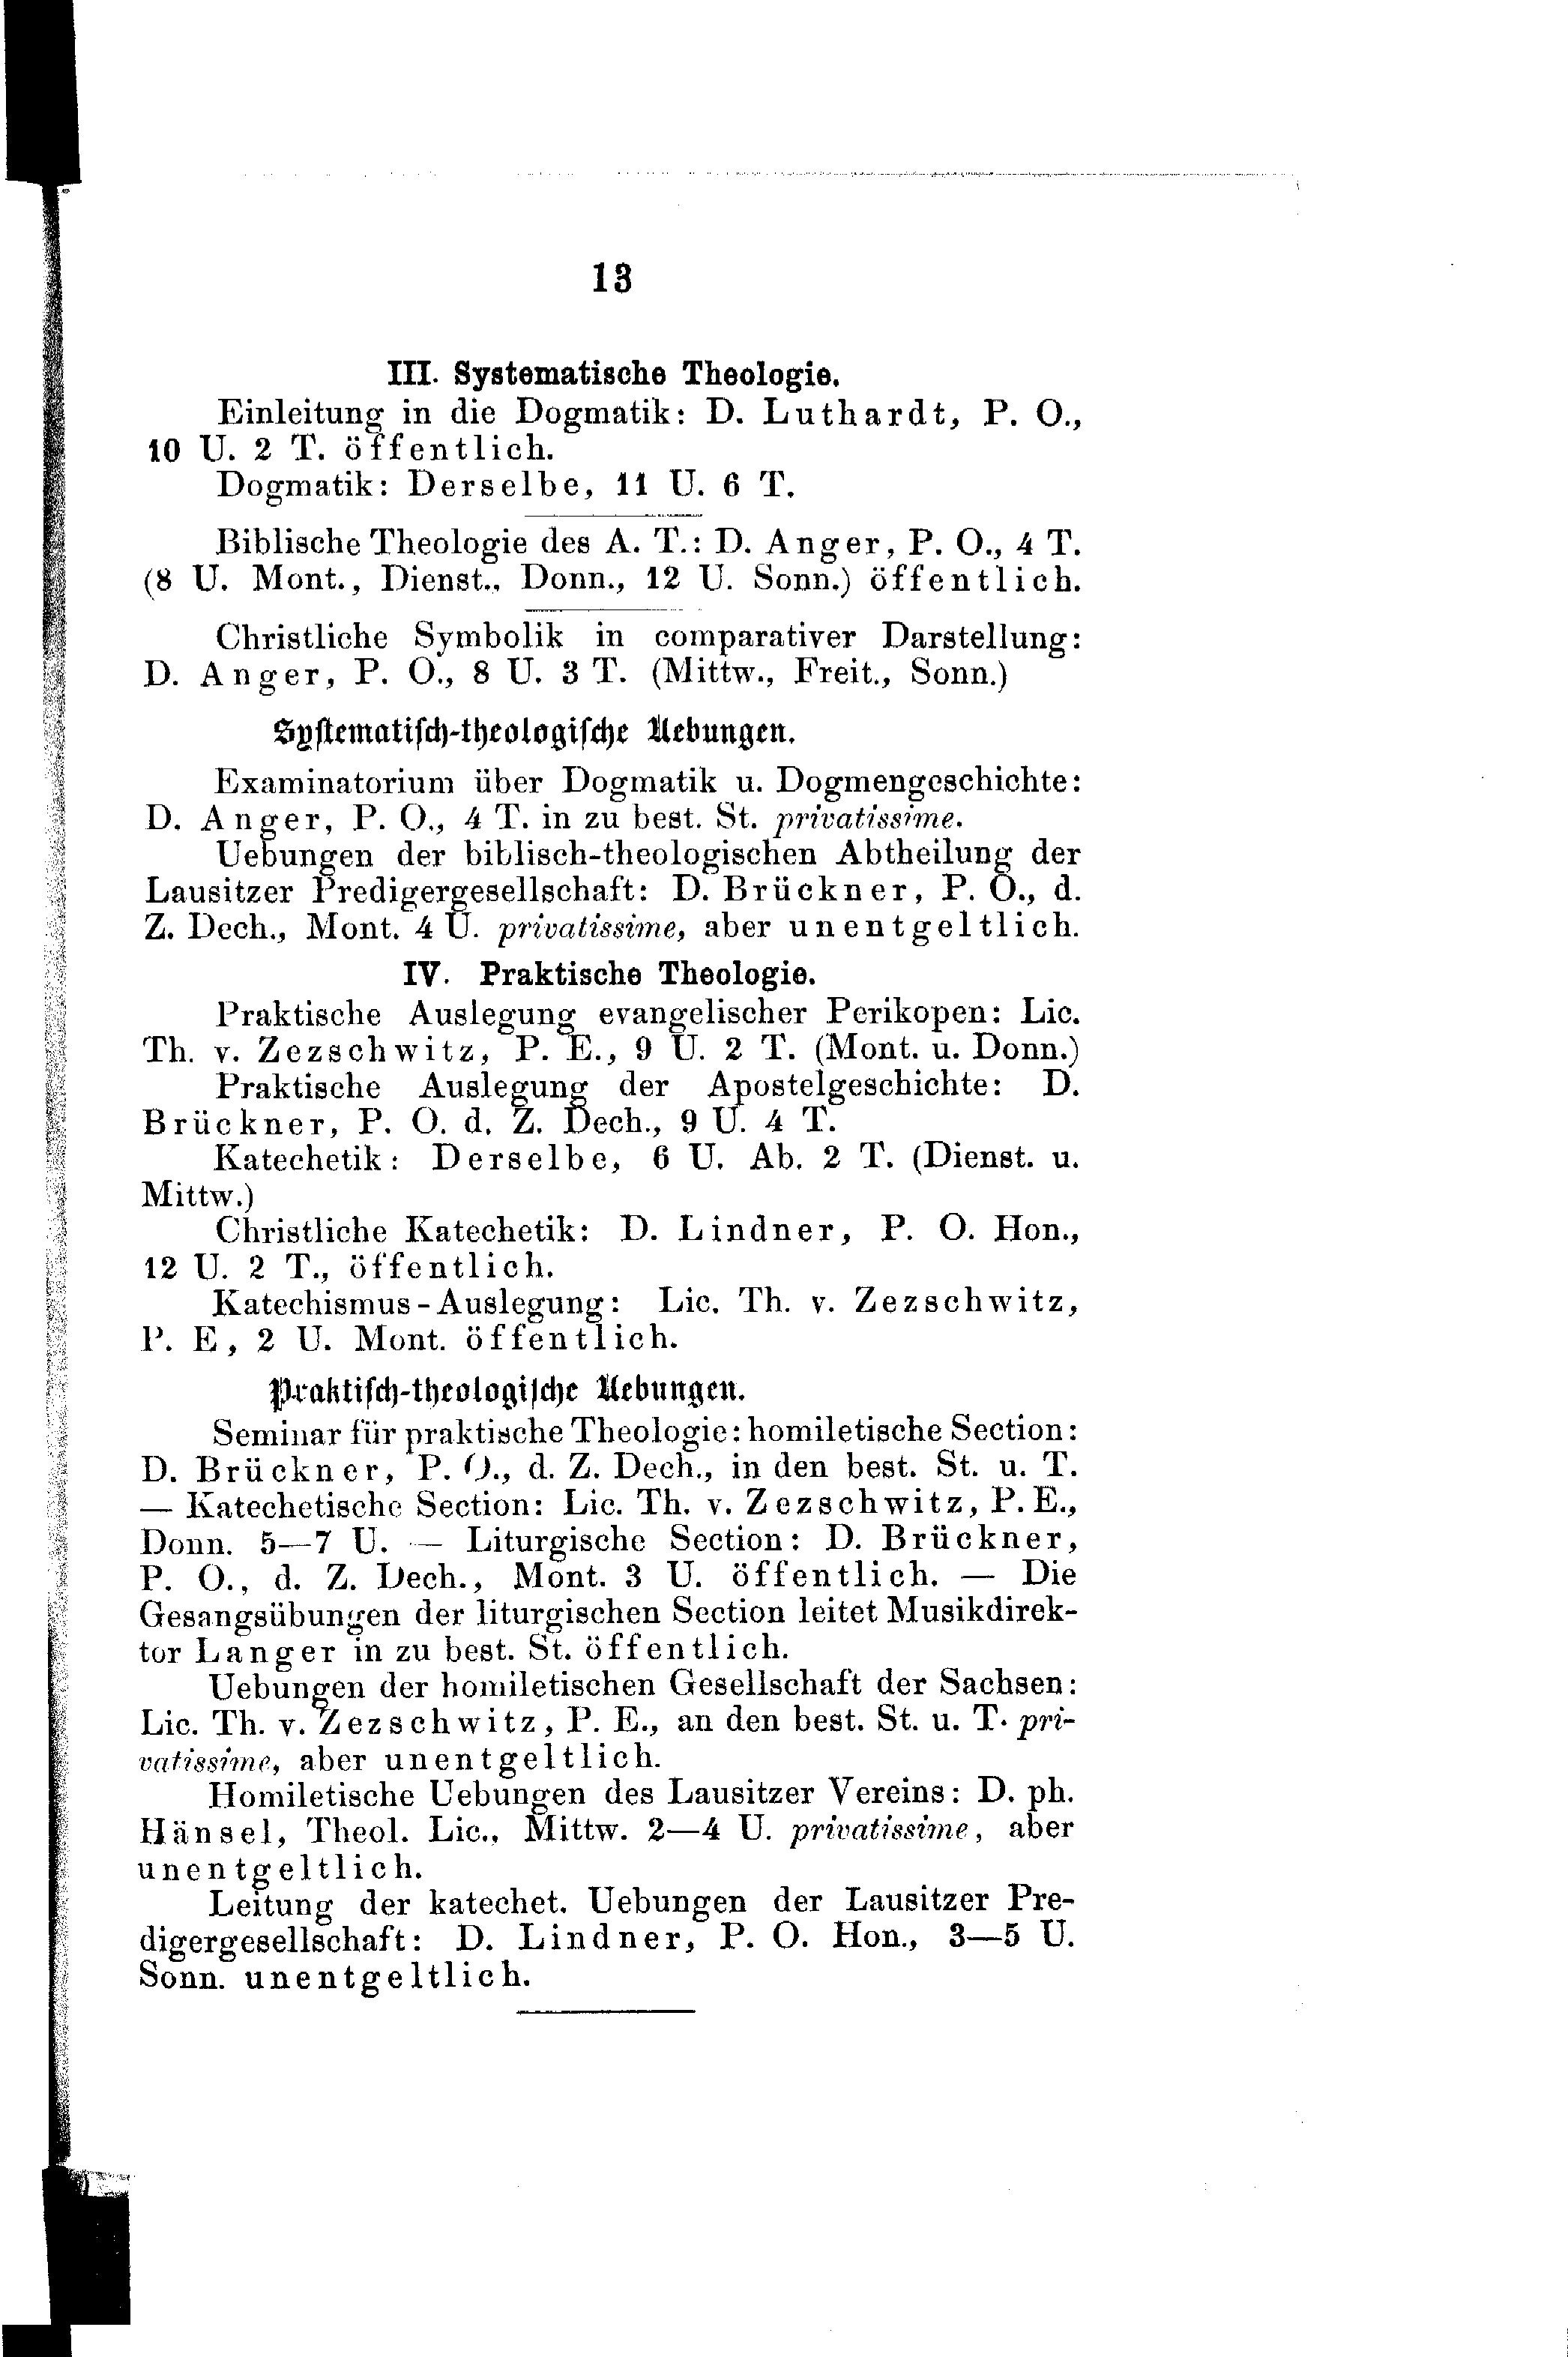 13
III. Systematische Theologie.
Einleitung in die Dogmatik: D. Luthardt, P. O.,
10 U. 2 T. öffentlich.
Dogmatik: Derselbe, 11 U. 6 T.
Biblische Theologie des A. T.: D. Anger, P. O., 4 T.
(8 U. Mont., Dienst., Donn., 12 U. Sonn.) öffentlich.
Christliche Symbolik in comparativer Darstellung:
D. Anger, P. O., 8 U. 3 T. (Mittw., Freit., Sonn.)
Systematisch-theologische Uebungen.
Examinatorium über Dogmatik u. Dogmengeschichte:
D. Anger, P. O., 4 T. in zu best. St. privatissime.
Uebungen der biblisch-theologischen Abtheilung der
Lausitzer Predigergesellschaft: D. Brückner, P. O., d.
Z. Dech., Mont. 4 U. privatissime, aber unentgeltlich.
IV. Praktische Theologie.
Praktische Auslegung evangelischer Perikopen: Lic.
Th. v. Zezschwitz, P. E., 9 U. 2 T. (Mont. u. Donn.)
Praktische Auslegung der Apostelgeschichte: D.
Brückner, P. O. d. Z. Dech., 9 U. 4 T.
Katechetik: Derselbe, 6 U. Ab. 2 T. (Dienst. u.
Mittw.)
Christliche Katechetik: D. Lindner, P. O. Hon.,
12 U. 2 T., öffentlich.
Katechismus-Auslegung: Lic. Th. v. Zezschwitz,
P. E, 2 U. Mont. öffentlich.
Praktisch-theologische Uebungen.
Seminar für praktische Theologie: homiletische Section:
D. Brückner, P. O., d. Z. Dech., in den best. St. u. T.
— Katechetische Section: Lic. Th. v. Zezschwitz, P. E.,
Donn. 5—7 U. — Liturgische Section: D. Brückner,
P. O., d. Z. Dech., Mont. 3 U. öffentlich. — Die
Gesangsübungen der liturgischen Section leitet Musikdirek-
tor Langer in zu best. St. öffentlich.
Uebungen der homiletischen Gesellschaft der Sachsen:
Lic. Th. v. Zezschwitz, P. E., an den best. St. u. T. pri-
vatissime, aber unentgeltlich.
Homiletische Uebungen des Lausitzer Vereins: D. ph.
Hänsel, Theol. Lic., Mittw. 2—4 U. privatissime, aber
unentgeltlich.
Leitung der katechet. Uebungen der Lausitzer Pre-
digergesellschaft: D. Lindner, P. O. Hon., 3—5 U.
Sonn. unentgeltlich.